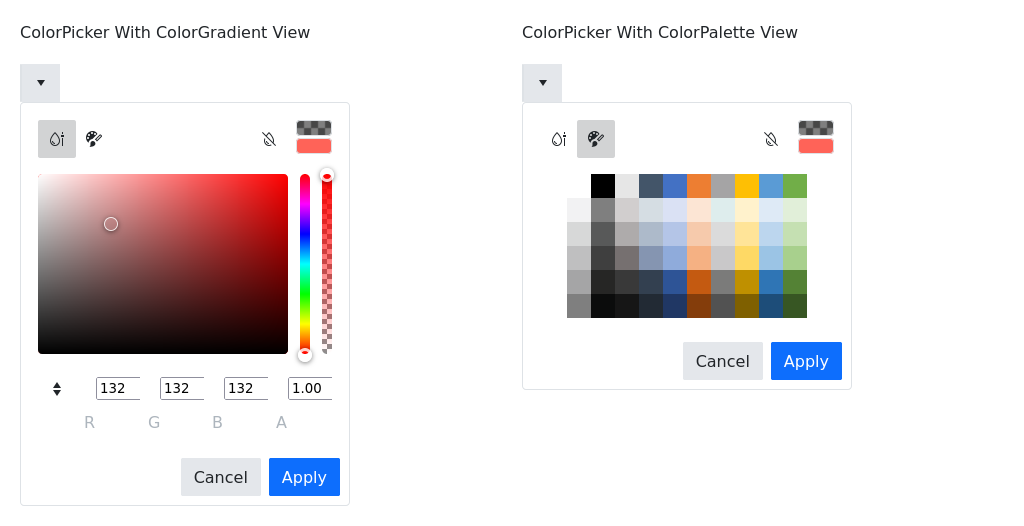 ColorPicker With ColorGradient View
132 132 132 1.00
R G B A
Cancel Apply
ColorPicker With ColorPalette View
Cancel Apply